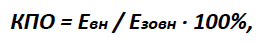 КПО = Евн / Езовн · 100%,